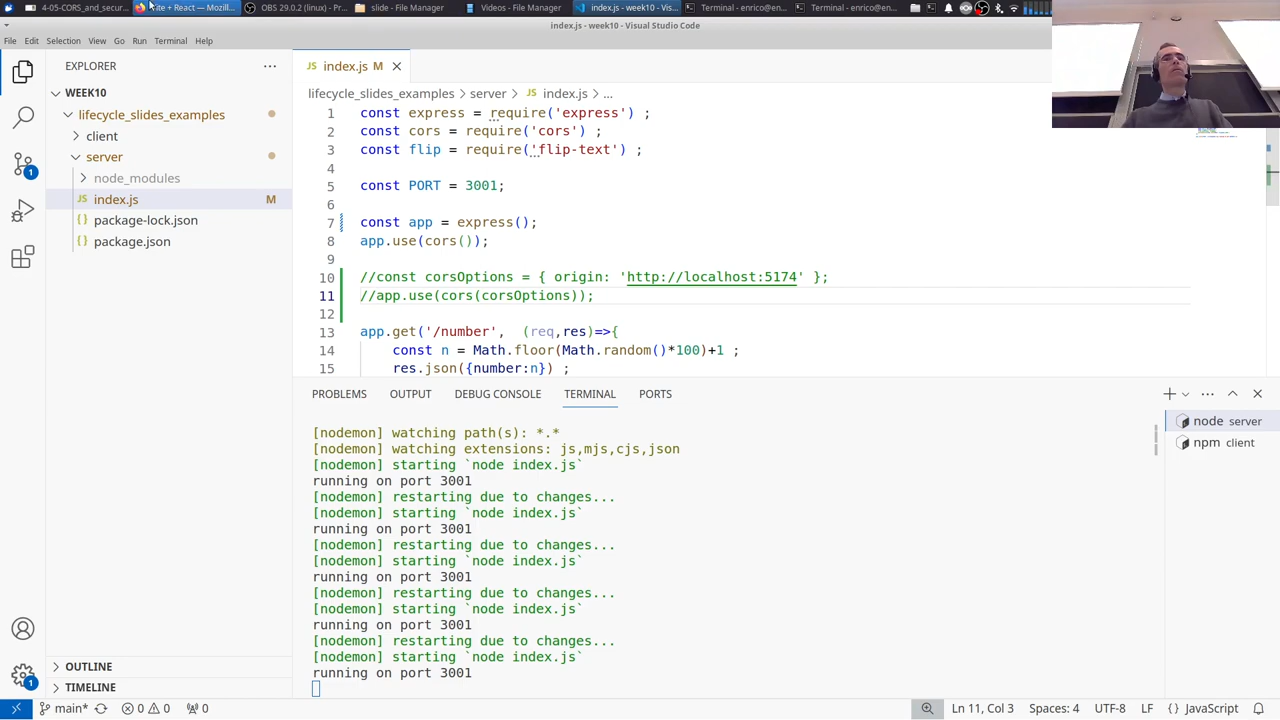 4-05-CORS_and_secur...
Vite + React — Mozill...
OBS 29.0.2 (linux) - Pr...
slide - File Manager
Videos - File Manager
index.js - week10 - Vis...
Terminal - enrico@eno...
Terminal - enrico@eno...
index.js - week10 - Visual Studio Code
File Edit Selection View Go Run Terminal Help
EXPLORER
WEEK10
lifecycle_slides_examples
client
server
node_modules
JS index.js M
package-lock.json
package.json
OUTLINE
TIMELINE
1
1
JS index.js M
lifecycle_slides_examples > server > JS index.js > ...
1 const express = require('express') ;
2 const cors = require('cors') ;
3 const flip = require('flip-text') ;
4
5 const PORT = 3001;
6
7 const app = express();
8 app.use(cors());
9
10 //const corsOptions = { origin: 'http://localhost:5174' };
11 //app.use(cors(corsOptions));
12
13 app.get('/number', (req,res)=>{
14 const n = Math.floor(Math.random()*100)+1 ;
15 res.json({number:n}) ;
PROBLEMS OUTPUT DEBUG CONSOLE TERMINAL PORTS
[nodemon] watching path(s): *.*
[nodemon] watching extensions: js,mjs,cjs,json
[nodemon] starting `node index.js`
running on port 3001
[nodemon] restarting due to changes...
[nodemon] starting `node index.js`
running on port 3001
[nodemon] restarting due to changes...
[nodemon] starting `node index.js`
running on port 3001
[nodemon] restarting due to changes...
[nodemon] starting `node index.js`
running on port 3001
[nodemon] restarting due to changes...
[nodemon] starting `node index.js`
running on port 3001
node server
npm client
main* 0 0 0 Ln 11, Col 3 Spaces: 4 UTF-8 LF {} JavaScript